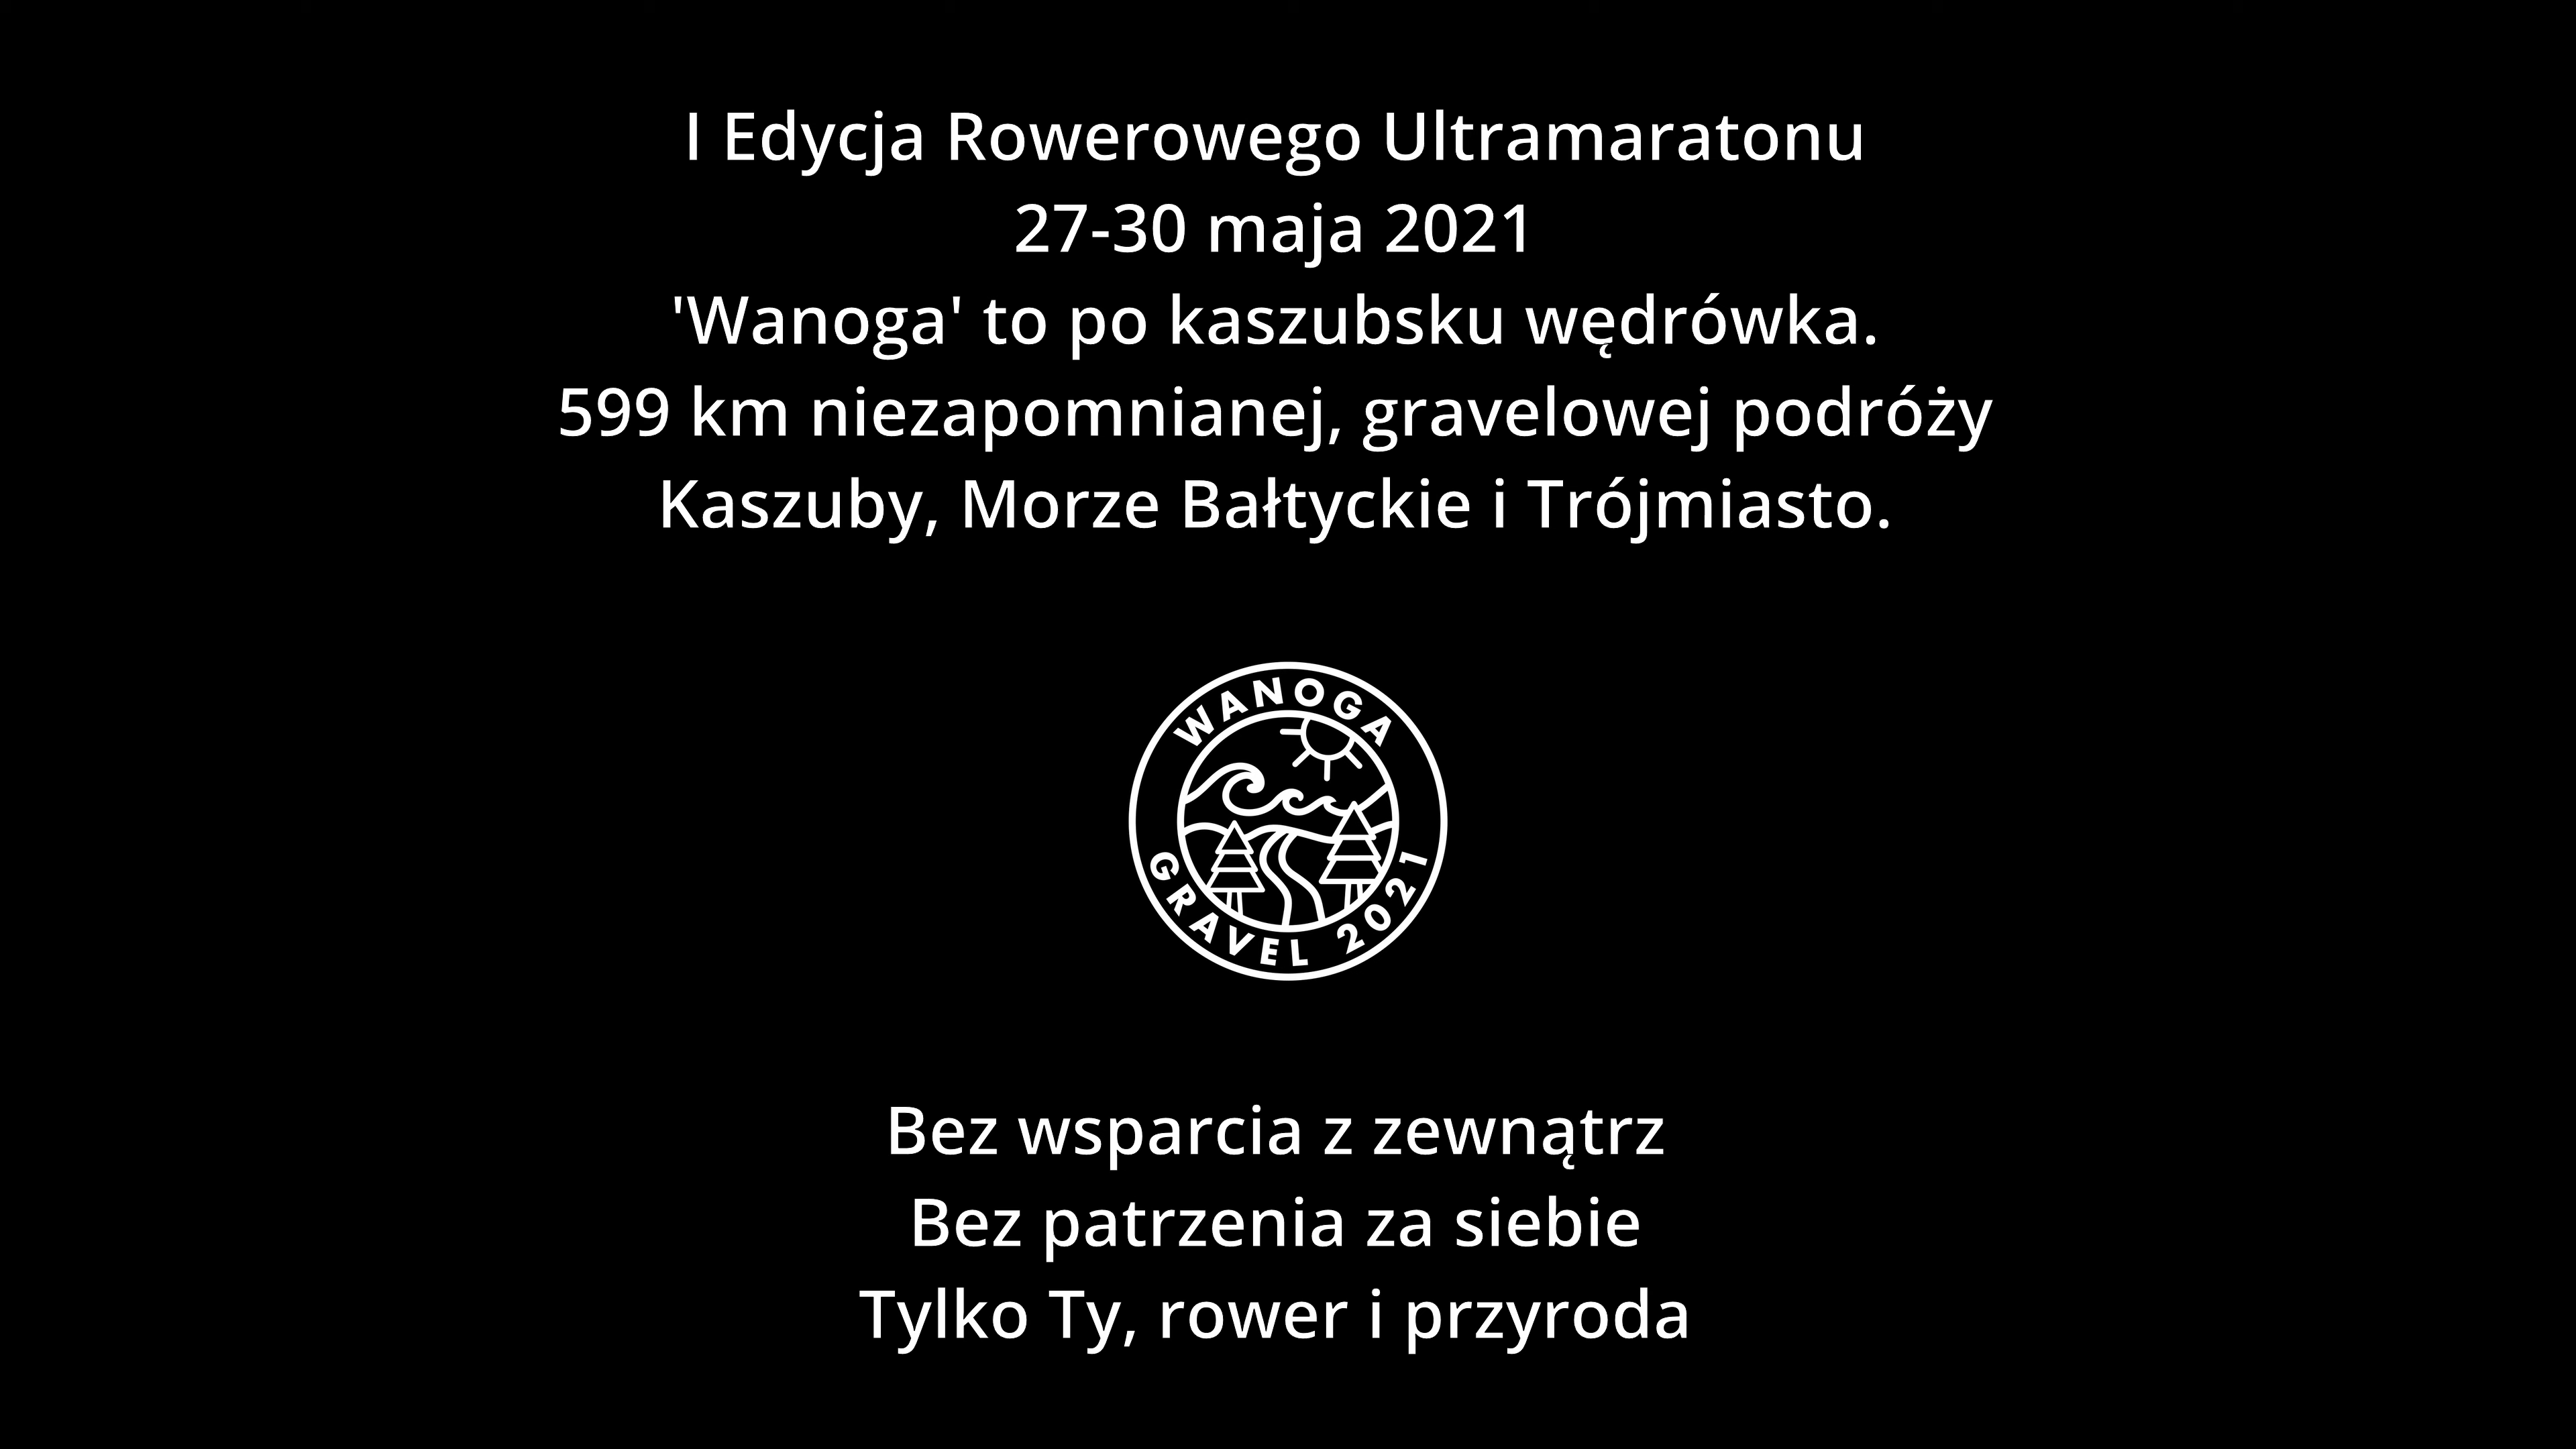 I Edycja Rowerowego Ultramaratonu
27-30 maja 2021
'Wanoga' to po kaszubsku wędrówka.
599 km niezapomnianej, gravelowej podróży
Kaszuby, Morze Bałtyckie i Trójmiasto.
WANOGA
GRAVEL 2021
Bez wsparcia z zewnątrz
Bez patrzenia za siebie
Tylko Ty, rower i przyroda